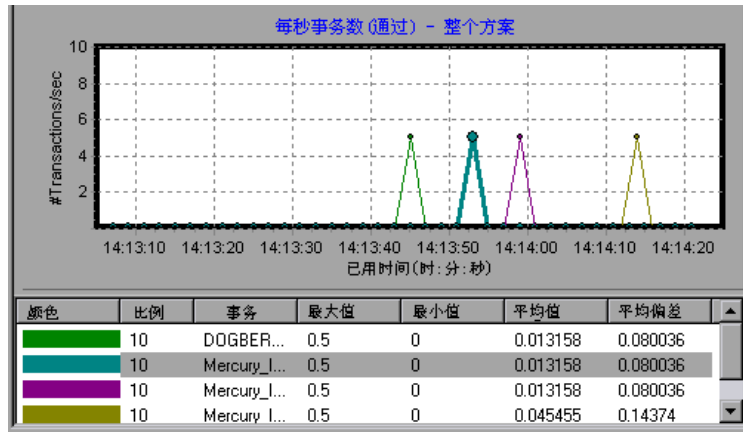 每秒事务数(通过) - 整个方案
#Transactions/sec
10
8
6
4
2
14:13:10 14:13:20 14:13:30 14:13:40 14:13:50 14:14:00 14:14:10 14:14:20
已用时间(时:分:秒)
颜色 比例 事务 最大值 最小值 平均值 平均偏差
10 DOGBER... 0.5 0 0.013158 0.080036
10 Mercury_I... 0.5 0 0.013158 0.080036
10 Mercury_I... 0.5 0 0.013158 0.080036
10 Mercury_I... 0.5 0 0.045455 0.14374